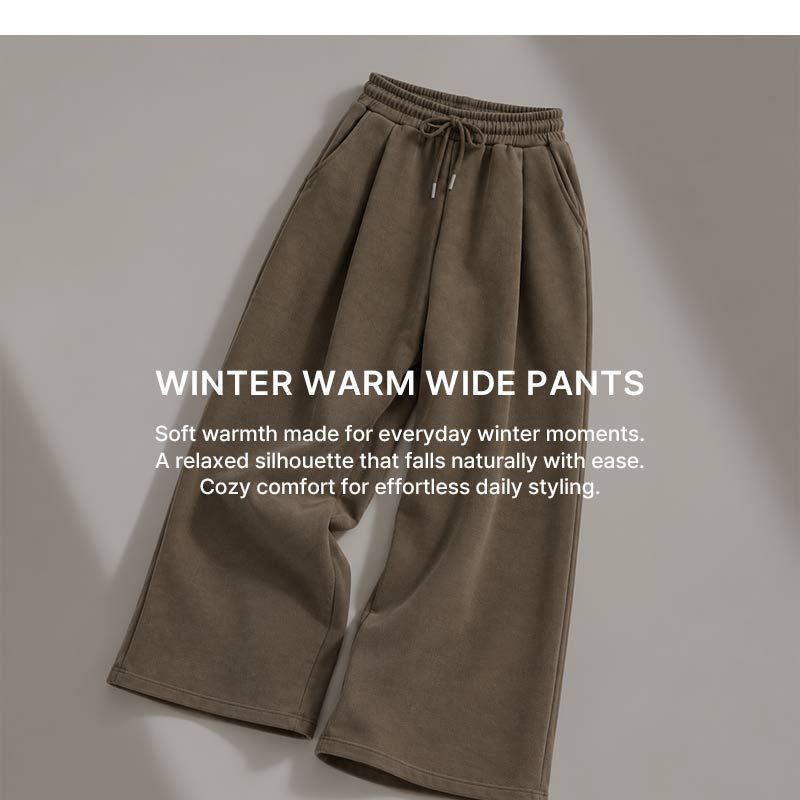 WINTER WARM WIDE PANTS
Soft warmth made for everyday winter moments.
A relaxed silhouette that falls naturally with ease.
Cozy comfort for effortless daily styling.